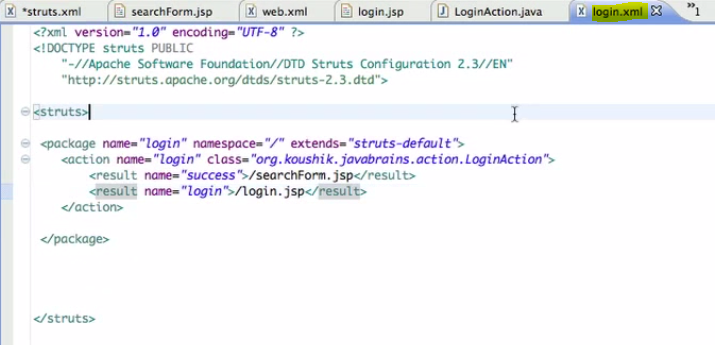 *struts.xml searchForm.jsp web.xml login.jsp LoginAction.java login.xml »1
<?xml version="1.0" encoding="UTF-8" ?>
<!DOCTYPE struts PUBLIC
"-//Apache Software Foundation//DTD Struts Configuration 2.3//EN"
"http://struts.apache.org/dtds/struts-2.3.dtd">
<struts>
<package name="login" namespace="/" extends="struts-default">
<action name="login" class="org.koushik.javabrains.action.LoginAction">
<result name="success">/searchForm.jsp</result>
<result name="login">/login.jsp</result>
</action>
</package>
</struts>